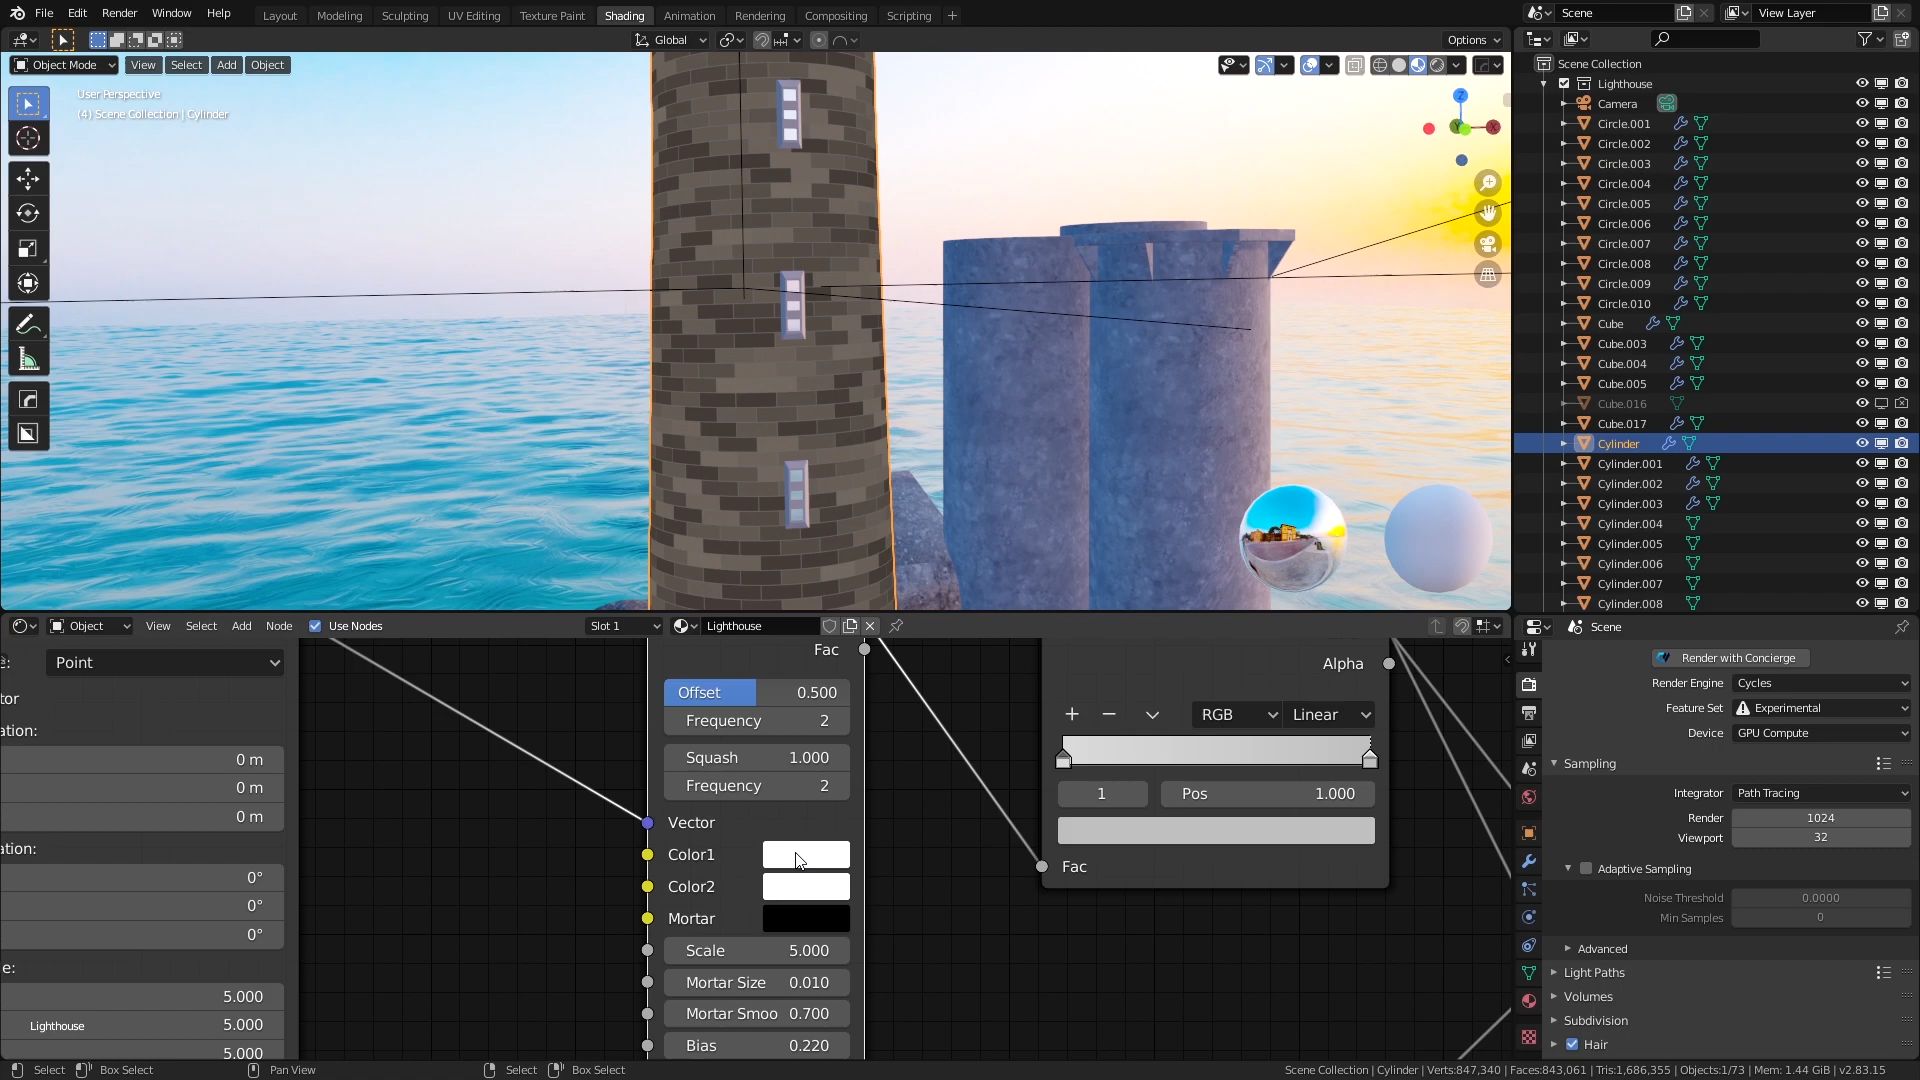 File Edit Render Window Help Layout Modeling Sculpting UV Editing Texture Paint Shading Animation Rendering Compositing Scripting + Scene View Layer
Global Options
Object Mode View Select Add Object
User Perspective
(4) Scene Collection | Cylinder
Z
Y
X
Scene Collection
Lighthouse
Camera
Circle.001
Circle.002
Circle.003
Circle.004
Circle.005
Circle.006
Circle.007
Circle.008
Circle.009
Circle.010
Cube
Cube.003
Cube.004
Cube.005
Cube.016
Cube.017
Cylinder
Cylinder.001
Cylinder.002
Cylinder.003
Cylinder.004
Cylinder.005
Cylinder.006
Cylinder.007
Cylinder.008
Object View Select Add Node Use Nodes Slot 1 Lighthouse
e: Point
tor
ation:
0 m
0 m
0 m
ation:
0°
0°
0°
e:
5.000
Lighthouse 5.000
5.000
Fac
Offset 0.500
Frequency 2
Squash 1.000
Frequency 2
Vector
Color1
Color2
Mortar
Scale 5.000
Mortar Size 0.010
Mortar Smoo 0.700
Bias 0.220
Alpha
+ − RGB Linear
1 Pos 1.000
Fac
Scene
Render with Concierge
Render Engine Cycles
Feature Set Experimental
Device GPU Compute
Sampling
Integrator Path Tracing
Render 1024
Viewport 32
Adaptive Sampling
Noise Threshold 0.0000
Min Samples 0
Advanced
Light Paths
Volumes
Subdivision
Hair
Select Box Select Pan View Select Box Select Scene Collection | Cylinder | Verts:847,340 | Faces:843,061 | Tris:1,686,355 | Objects:1/73 | Mem: 1.44 GiB | v2.83.15